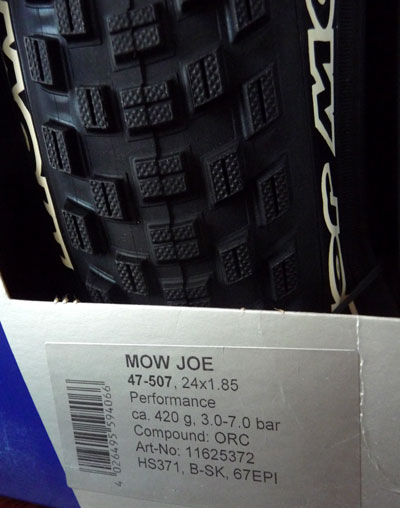 MOW JOE
47-507, 24x1.85
Performance
ca. 420 g, 3.0-7.0 bar
Compound: ORC
Art-No: 11625372
HS371, B-SK, 67EPI
4 026495 594066